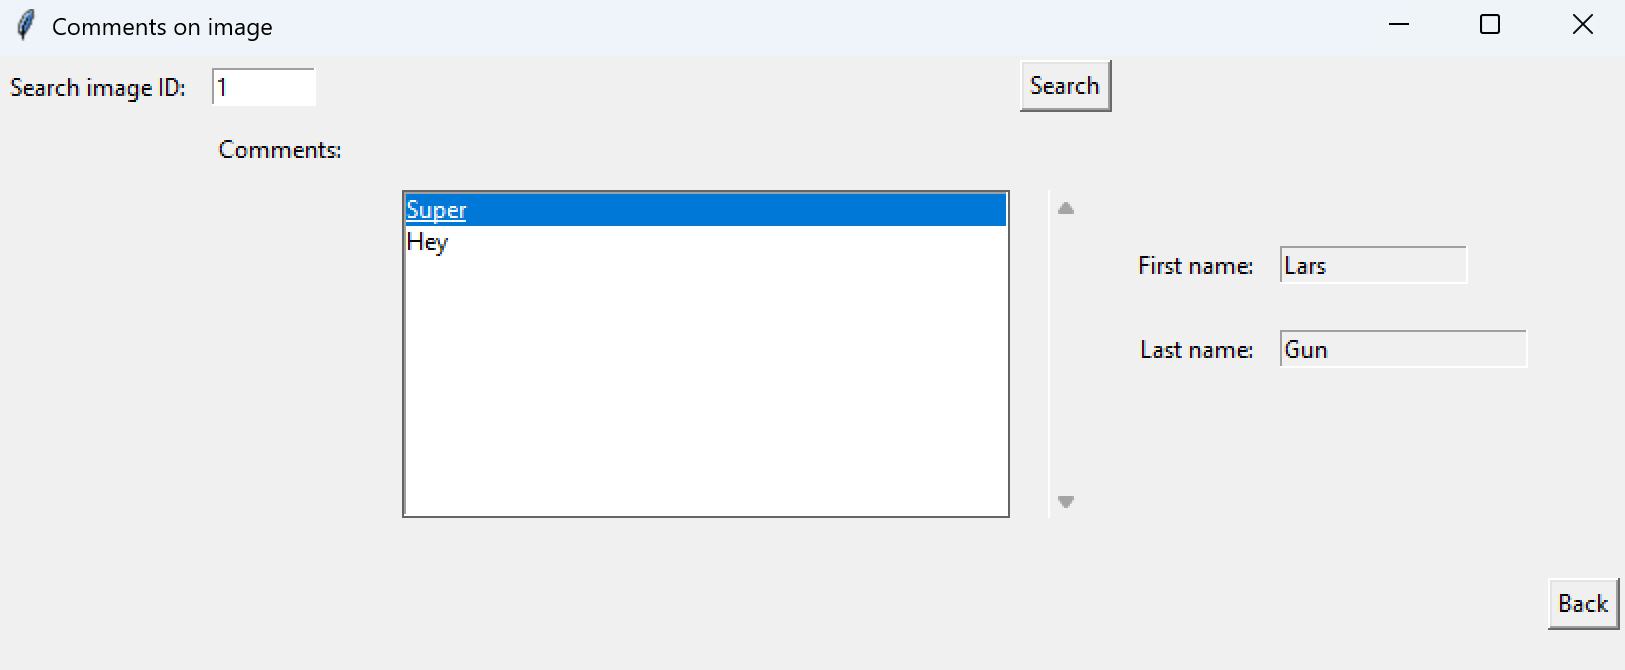 Comments on image
Search image ID: 1 Search
Comments:
Super
Hey
First name: Lars
Last name: Gun
Back